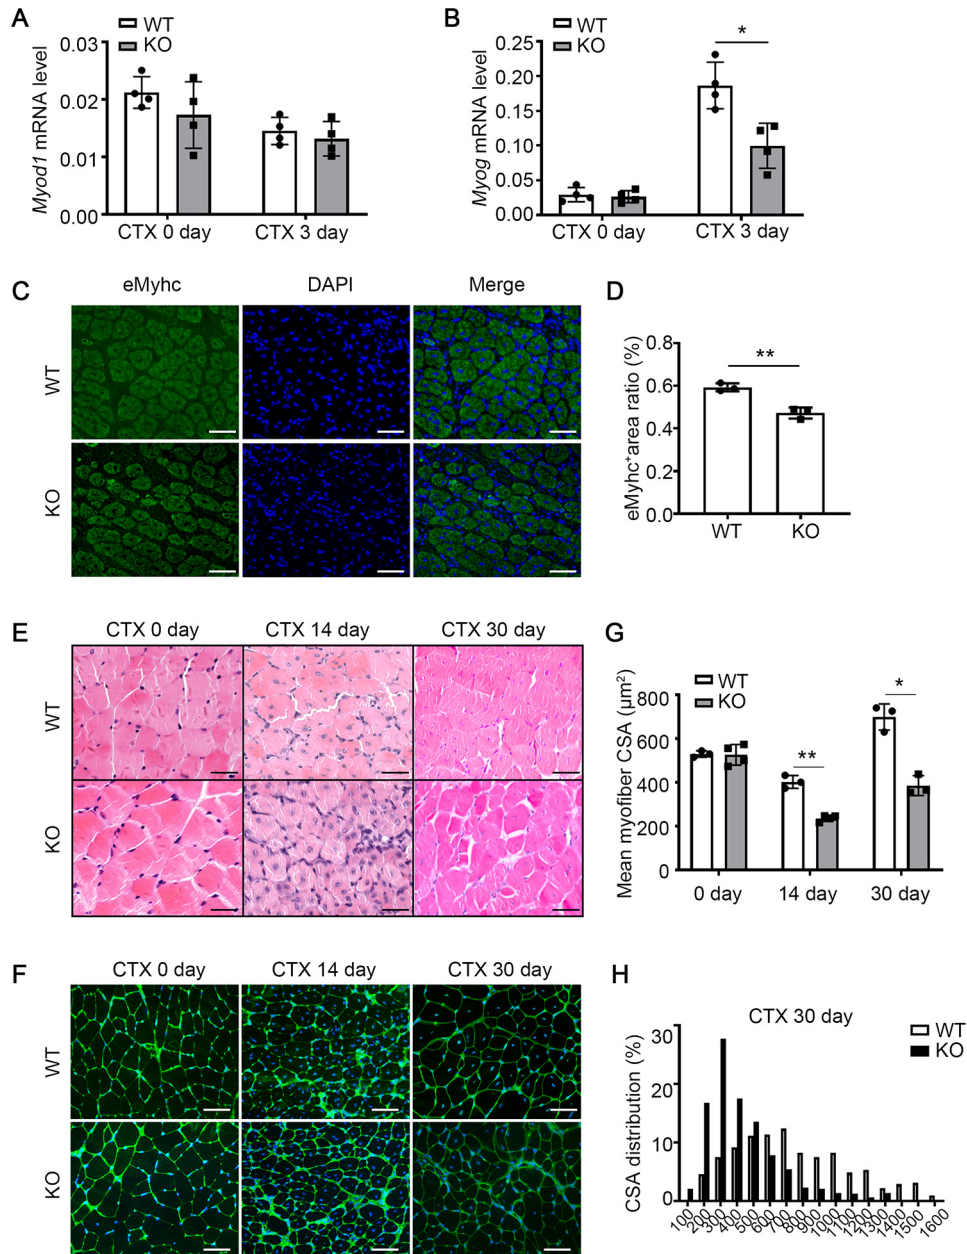 A
WT
KO
Myod1 mRNA level
0.03
0.02
0.01
0.00
CTX 0 day CTX 3 day
B
WT
KO
Myog mRNA level
0.25
0.20
0.15
0.10
0.05
0.00
*
CTX 0 day CTX 3 day
C
eMyhc DAPI Merge
WT
KO
D
eMyhc+area ratio (%)
0.8
0.6
0.4
0.2
0.0
**
WT KO
E
CTX 0 day CTX 14 day CTX 30 day
WT
KO
G
WT
KO
Mean myofiber CSA (μm²)
800
600
400
200
0
**
*
0 day 14 day 30 day
F
CTX 0 day CTX 14 day CTX 30 day
WT
KO
H
CTX 30 day
WT
KO
CSA distribution (%)
30
20
10
0
100 200 300 400 500 600 700 800 900 1000 1100 1200 1300 1400 1500 1600